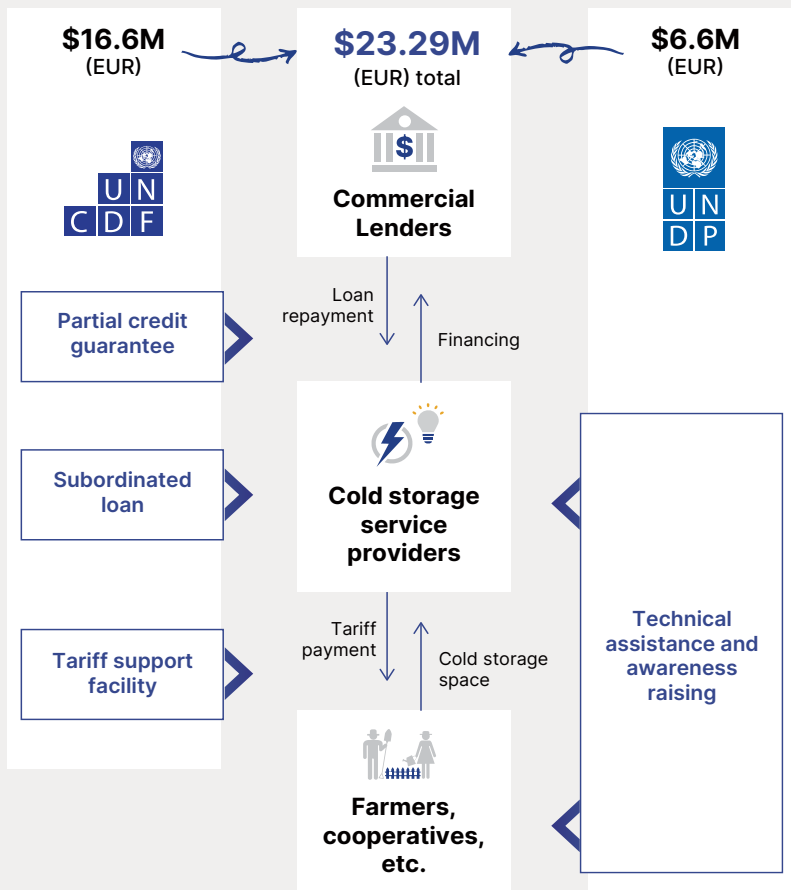 $16.6M
(EUR)
$23.29M
(EUR) total
$6.6M
(EUR)
$
UN
CDF
UN
DP
Commercial
Lenders
Loan
repayment
Financing
Partial credit
guarantee
Subordinated
loan
Cold storage
service
providers
Tariff
payment
Cold storage
space
Tariff support
facility
Technical
assistance and
awareness
raising
Farmers,
cooperatives,
etc.